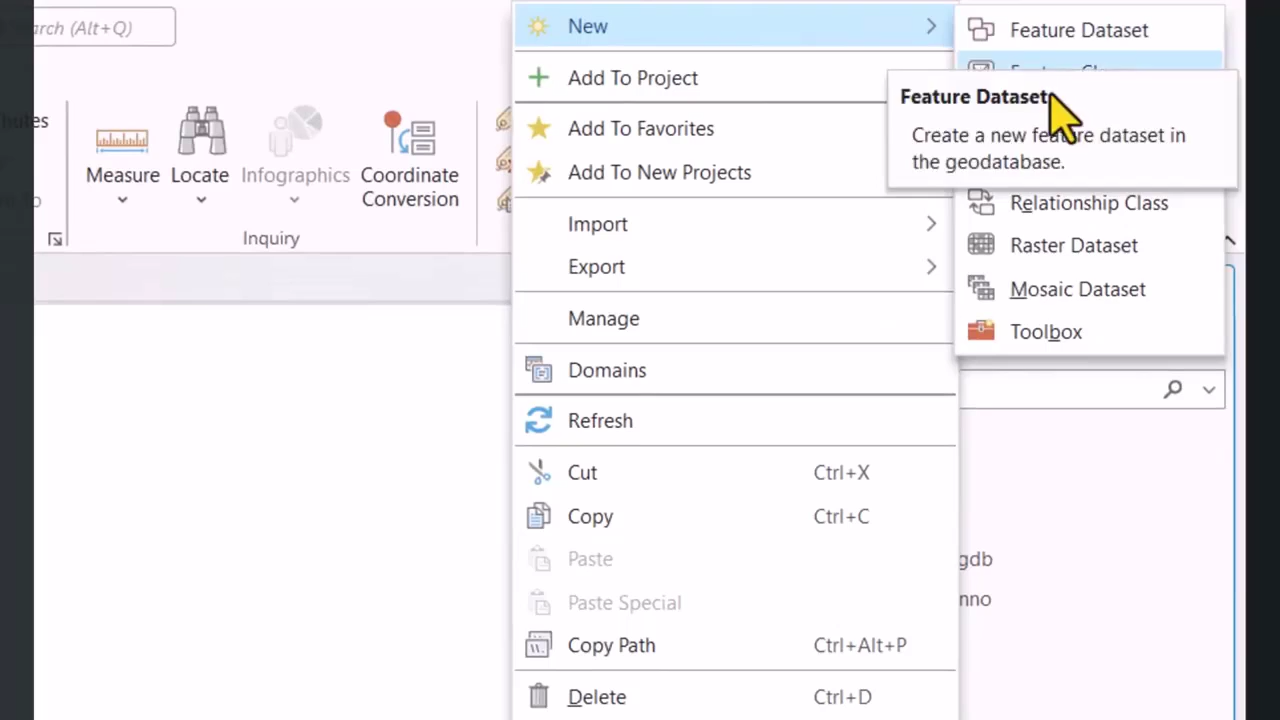 earch (Alt+Q)
New
Add To Project
Add To Favorites
Add To New Projects
Import
Export
Manage
Domains
Refresh
Cut Ctrl+X
Copy Ctrl+C
Paste
Paste Special
Copy Path Ctrl+Alt+P
Delete Ctrl+D
Feature Dataset
Feature Dataset
Create a new feature dataset in
the geodatabase.
Relationship Class
Raster Dataset
Mosaic Dataset
Toolbox
Measure
Locate
Infographics
Coordinate
Conversion
Inquiry
gdb
nno